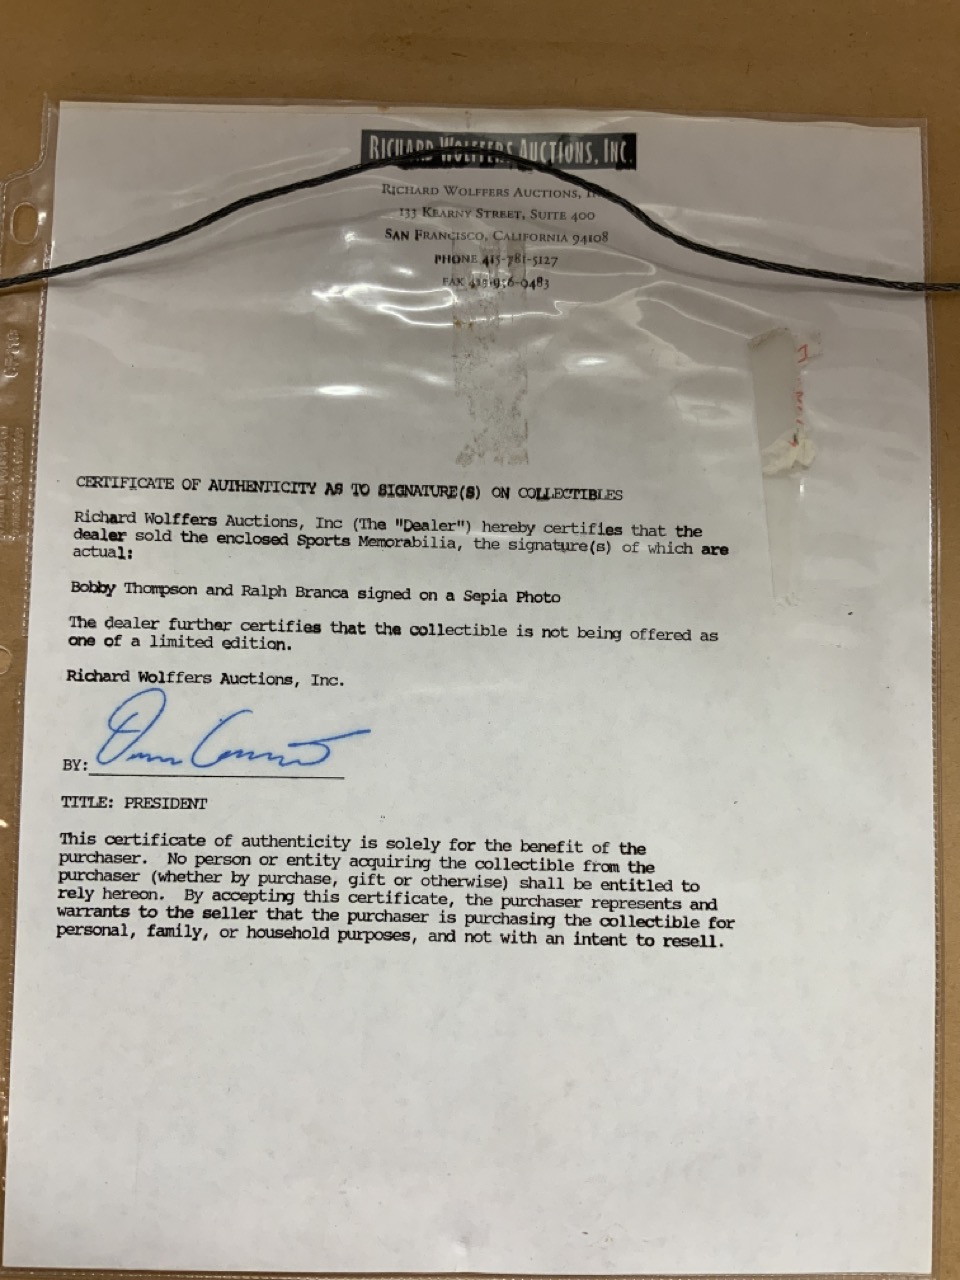 RICHARD WOLFFERS AUCTIONS, INC.
RICHARD WOLFFERS AUCTIONS,
133 KEARNY STREET, SUITE 400
SAN FRANCISCO, CALIFORNIA 94108
PHONE 415-781-5127
FAX
CERTIFICATE OF AUTHENTICITY AS TO SIGNATURE(S) ON COLLECTIBLES
Richard Wolffers Auctions, Inc (The "Dealer") hereby certifies that the
dealer sold the enclosed Sports Memorabilia, the signature(s) of which are
actual:
Bobby Thompson and Ralph Branca signed on a Sepia Photo
The dealer further certifies that the collectible is not being offered as
one of a limited edition.
Richard Wolffers Auctions, Inc.
BY:
TITLE: PRESIDENT
This certificate of authenticity is solely for the benefit of the
purchaser. No person or entity acquiring the collectible from the
purchaser (whether by purchase, gift or otherwise) shall be entitled to
rely hereon. By accepting this certificate, the purchaser represents and
warrants to the seller that the purchaser is purchasing the collectible for
personal, family, or household purposes, and not with an intent to resell.